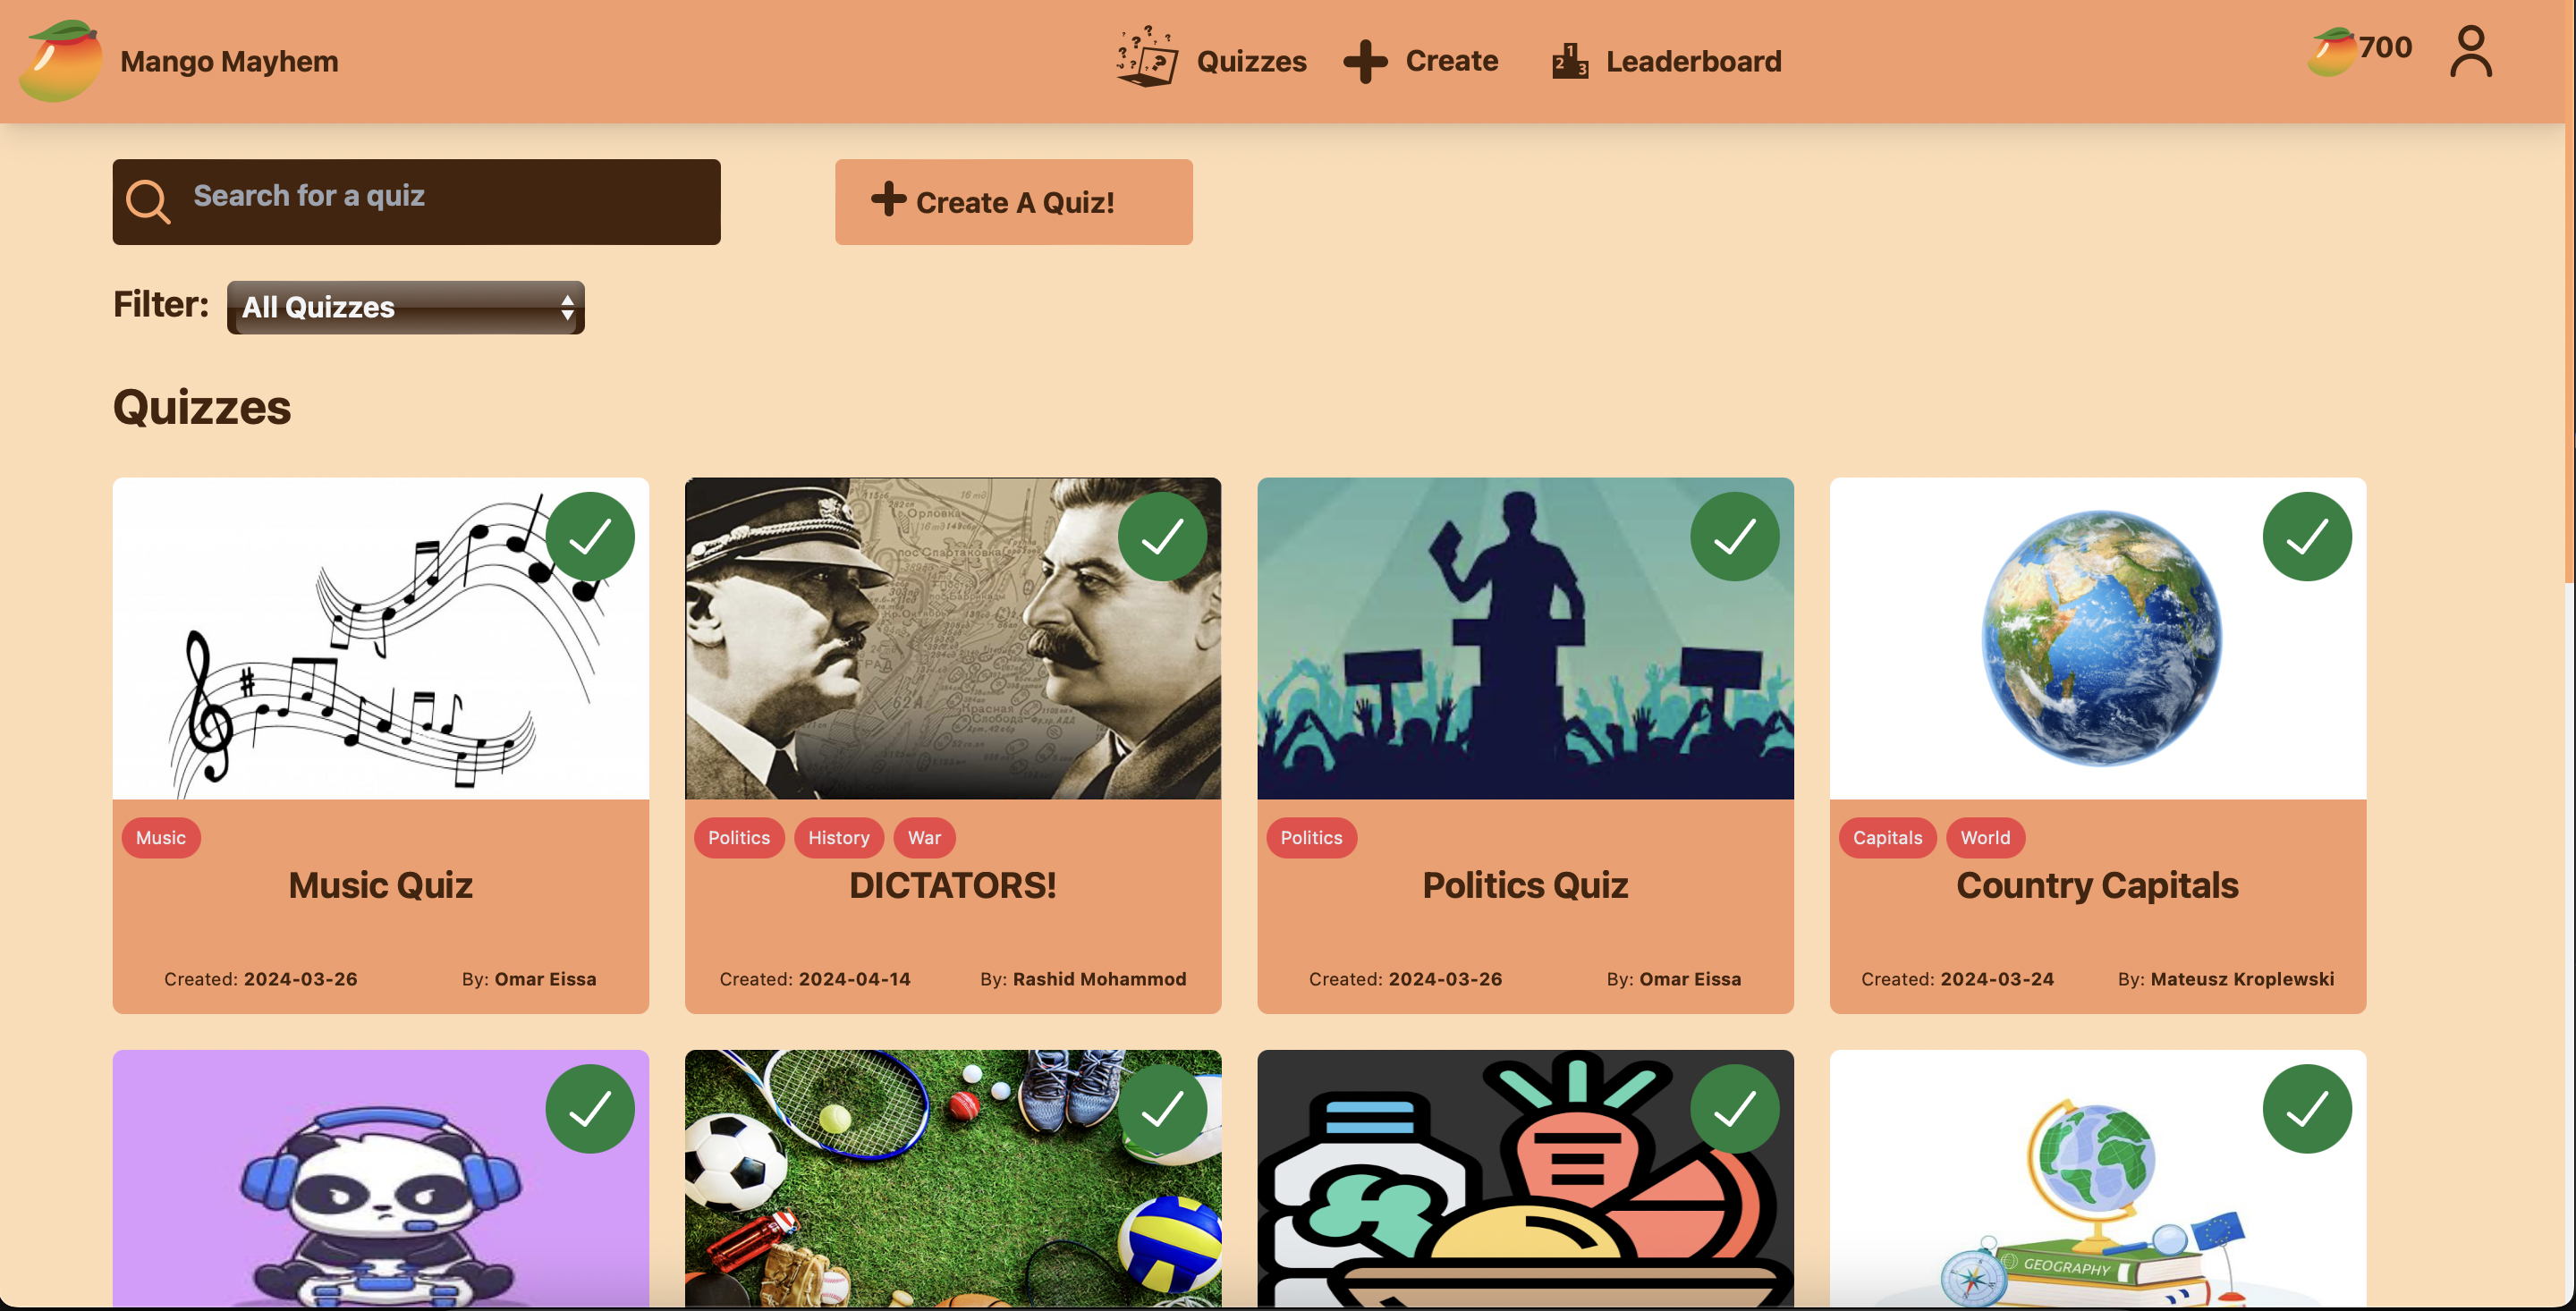 Mango Mayhem
Quizzes
Create
Leaderboard
700
Search for a quiz
Create A Quiz!
Filter: All Quizzes
Quizzes
Music
Music Quiz
Created: 2024-03-26 By: Omar Eissa
Politics History War
DICTATORS!
Created: 2024-04-14 By: Rashid Mohammod
Politics
Politics Quiz
Created: 2024-03-26 By: Omar Eissa
Capitals World
Country Capitals
Created: 2024-03-24 By: Mateusz Kroplewski
GEOGRAPHY